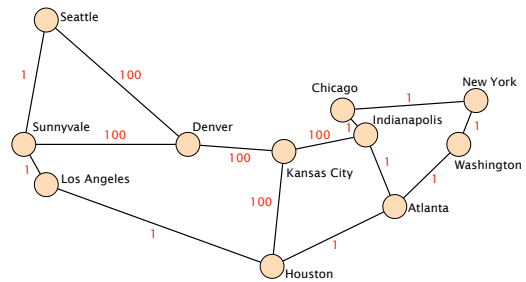 Seattle
1
100
Chicago
New York
1
Sunnyvale
100
Denver
100
1
Indianapolis
1
100
1
Los Angeles
Kansas City
1
Washington
100
1
Atlanta
1
1
Houston